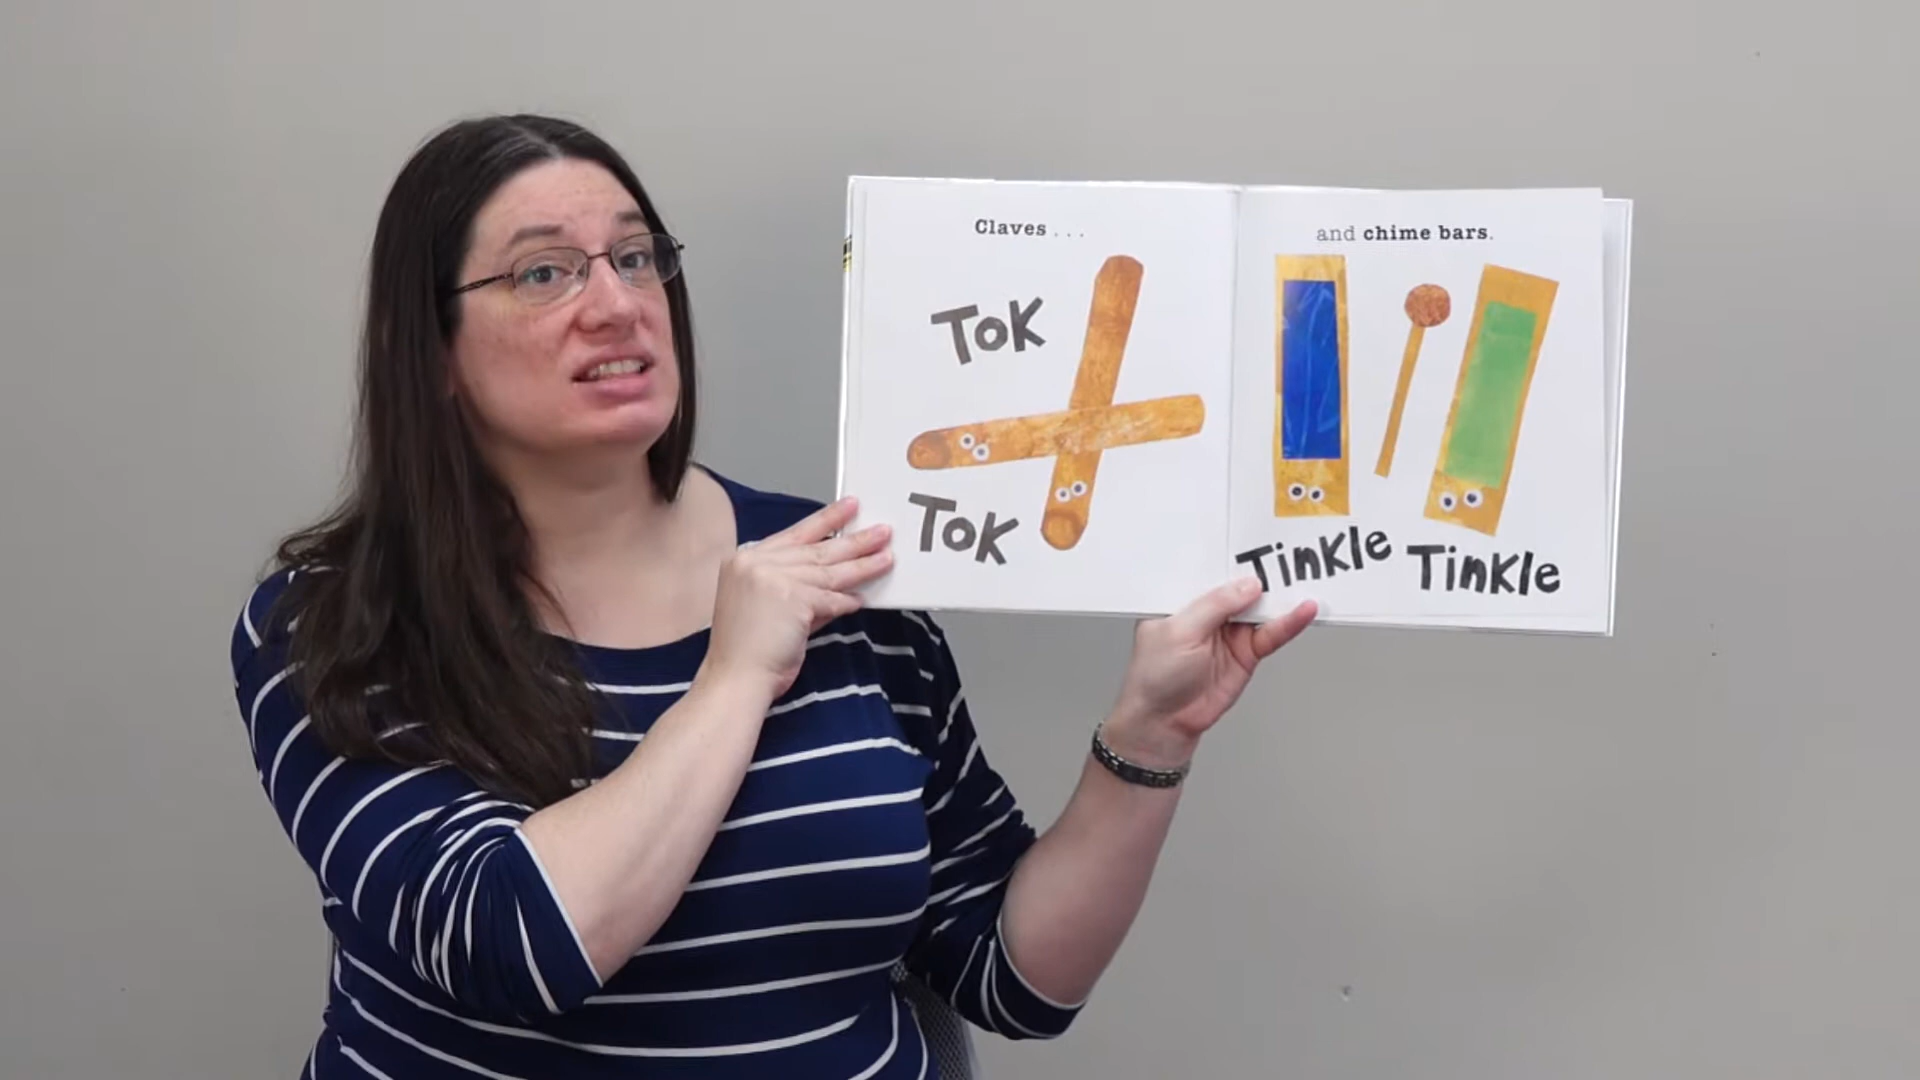 Claves . . .
Tok
Tok
and chime bars.
Tinkle Tinkle